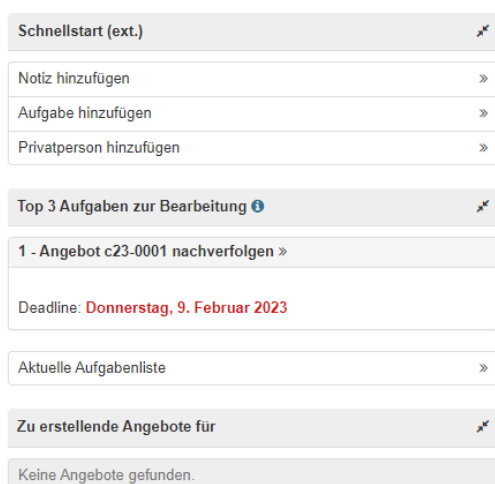 Schnellstart (ext.)
Notiz hinzufügen »
Aufgabe hinzufügen »
Privatperson hinzufügen »
Top 3 Aufgaben zur Bearbeitung
1 - Angebot c23-0001 nachverfolgen »
Deadline: Donnerstag, 9. Februar 2023
Aktuelle Aufgabenliste »
Zu erstellende Angebote für
Keine Angebote gefunden.